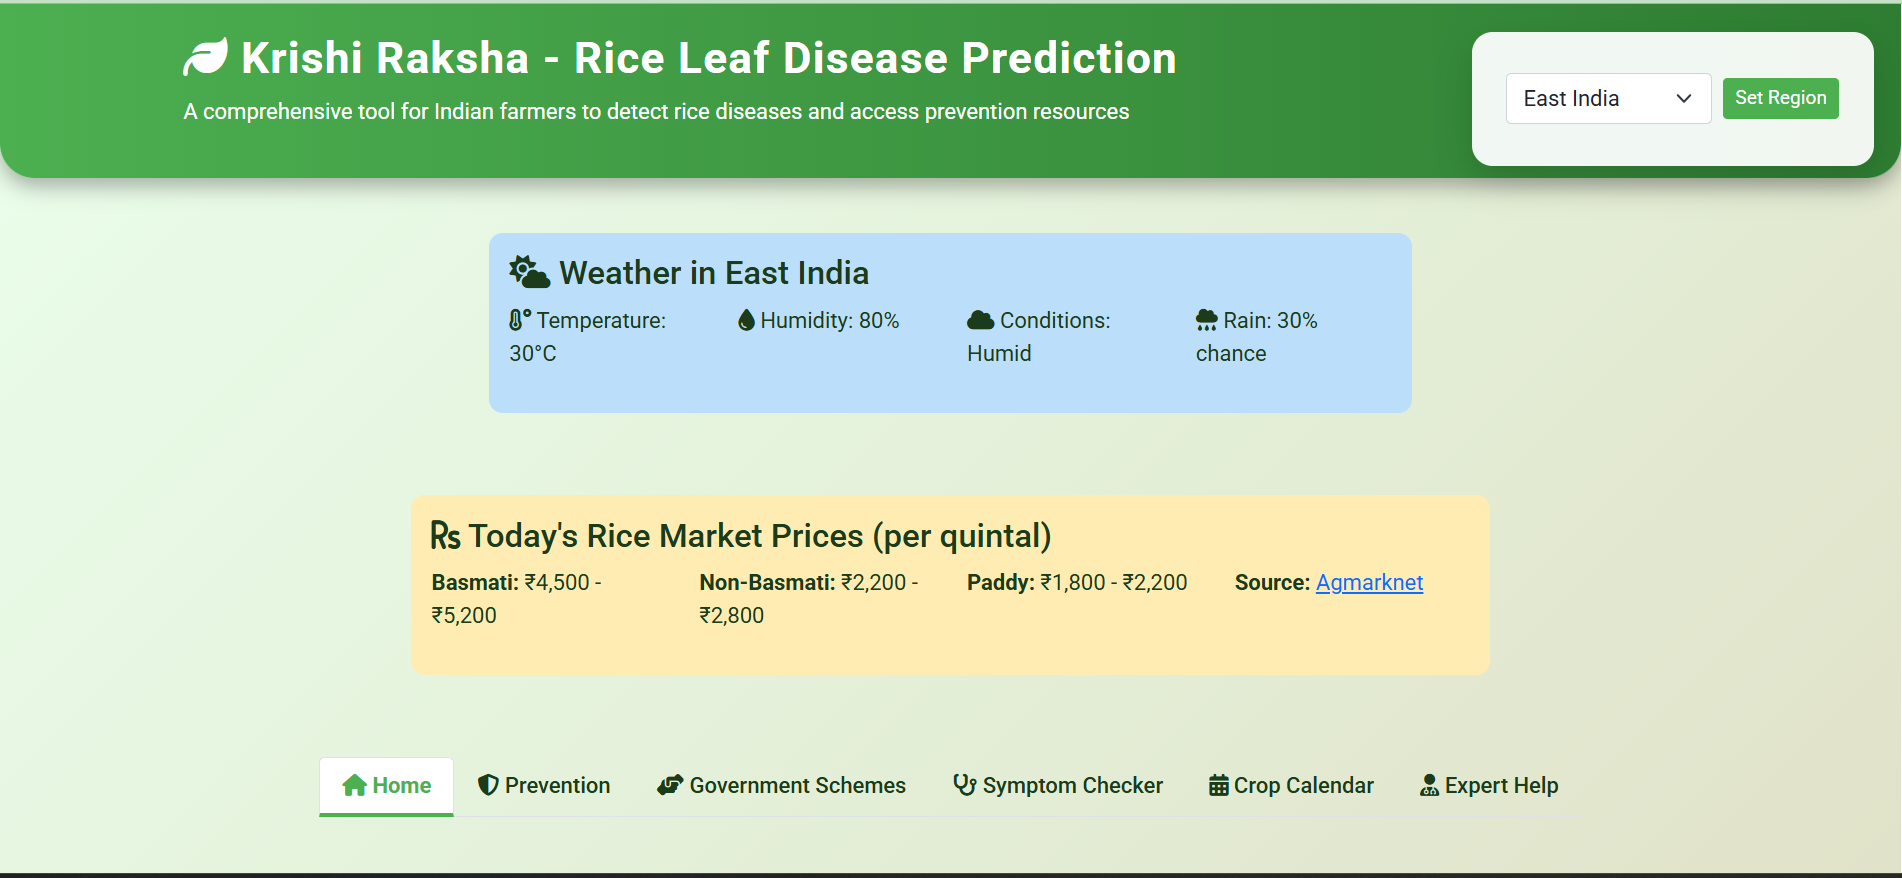 Krishi Raksha - Rice Leaf Disease Prediction
A comprehensive tool for Indian farmers to detect rice diseases and access prevention resources
East India
Set Region
Weather in East India
Temperature:
30°C
Humidity: 80%
Conditions:
Humid
Rain: 30%
chance
Rs Today's Rice Market Prices (per quintal)
Basmati: ₹4,500 -
₹5,200
Non-Basmati: ₹2,200 -
₹2,800
Paddy: ₹1,800 - ₹2,200
Source: Agmarknet
Home
Prevention
Government Schemes
Symptom Checker
Crop Calendar
Expert Help